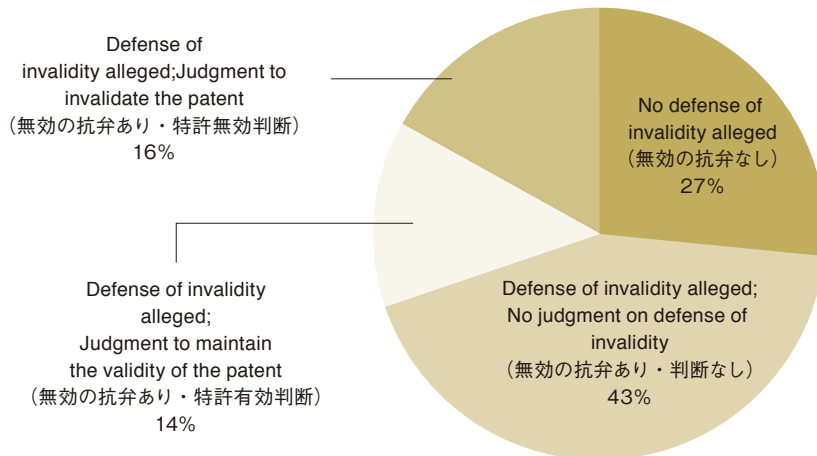 Defense of
invalidity alleged;Judgment to
invalidate the patent
（無効の抗弁あり・特許無効判断）
16%
No defense of
invalidity alleged
（無効の抗弁なし）
27%
Defense of invalidity
alleged;
Judgment to maintain
the validity of the patent
（無効の抗弁あり・特許有効判断）
14%
Defense of invalidity alleged;
No judgment on defense of
invalidity
（無効の抗弁あり・判断なし）
43%